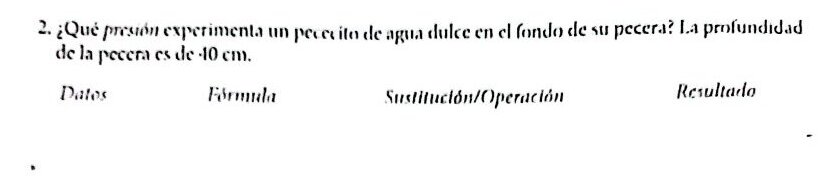 2. ¿Qué presión experimenta un pececito de agua dulce en el fondo de su pecera? La profundidad
de la pecera es de 40 cm.
Datos Fórmula Sustitución/Operación Resultado